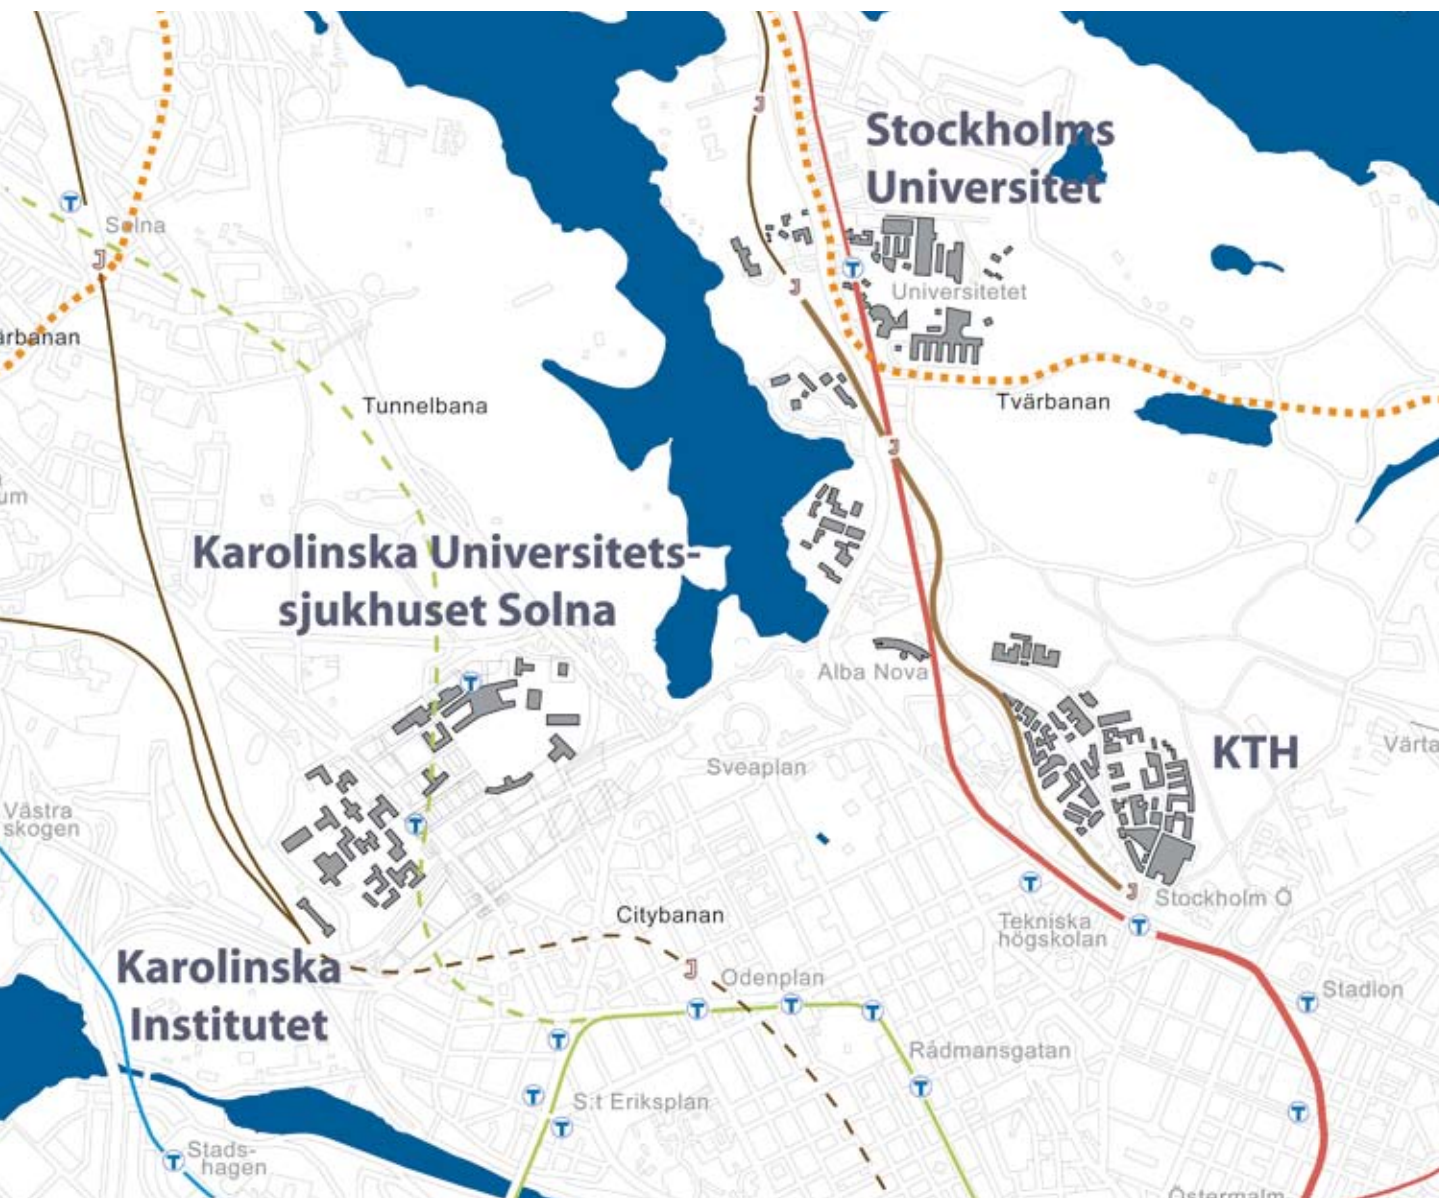 Stockholms
Universitet
Solna
Universitetet
ärbanan
Tunnelbana
Tvärbanan
um
Karolinska Universitets-
sjukhuset Solna
Alba Nova
KTH
Värta
Sveaplan
Västra
skogen
Stockholm Ö
Citybanan
Tekniska
högskolan
Karolinska
Institutet
Odenplan
Stadion
Rådmansgatan
S:t Eriksplan
Stads-
hagen
Östermalm